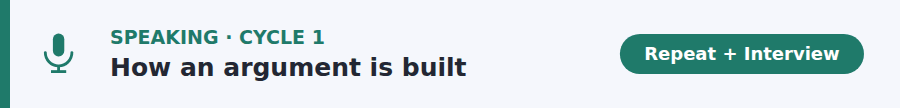 SPEAKING · CYCLE 1
How an argument is built
Repeat + Interview